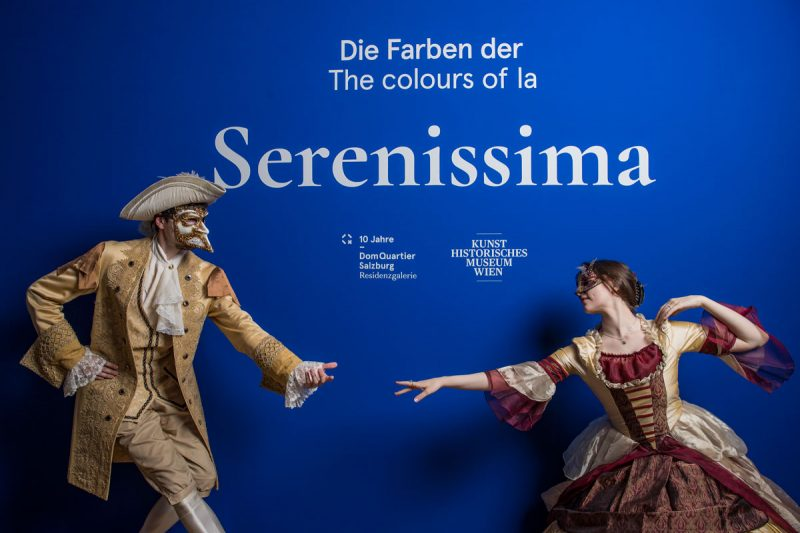 Die Farben der
The colours of la
Serenissima
10 Jahre
–
DomQuartier
Salzburg
Residenzgalerie
KUNST
HISTORISCHES
MUSEUM
WIEN